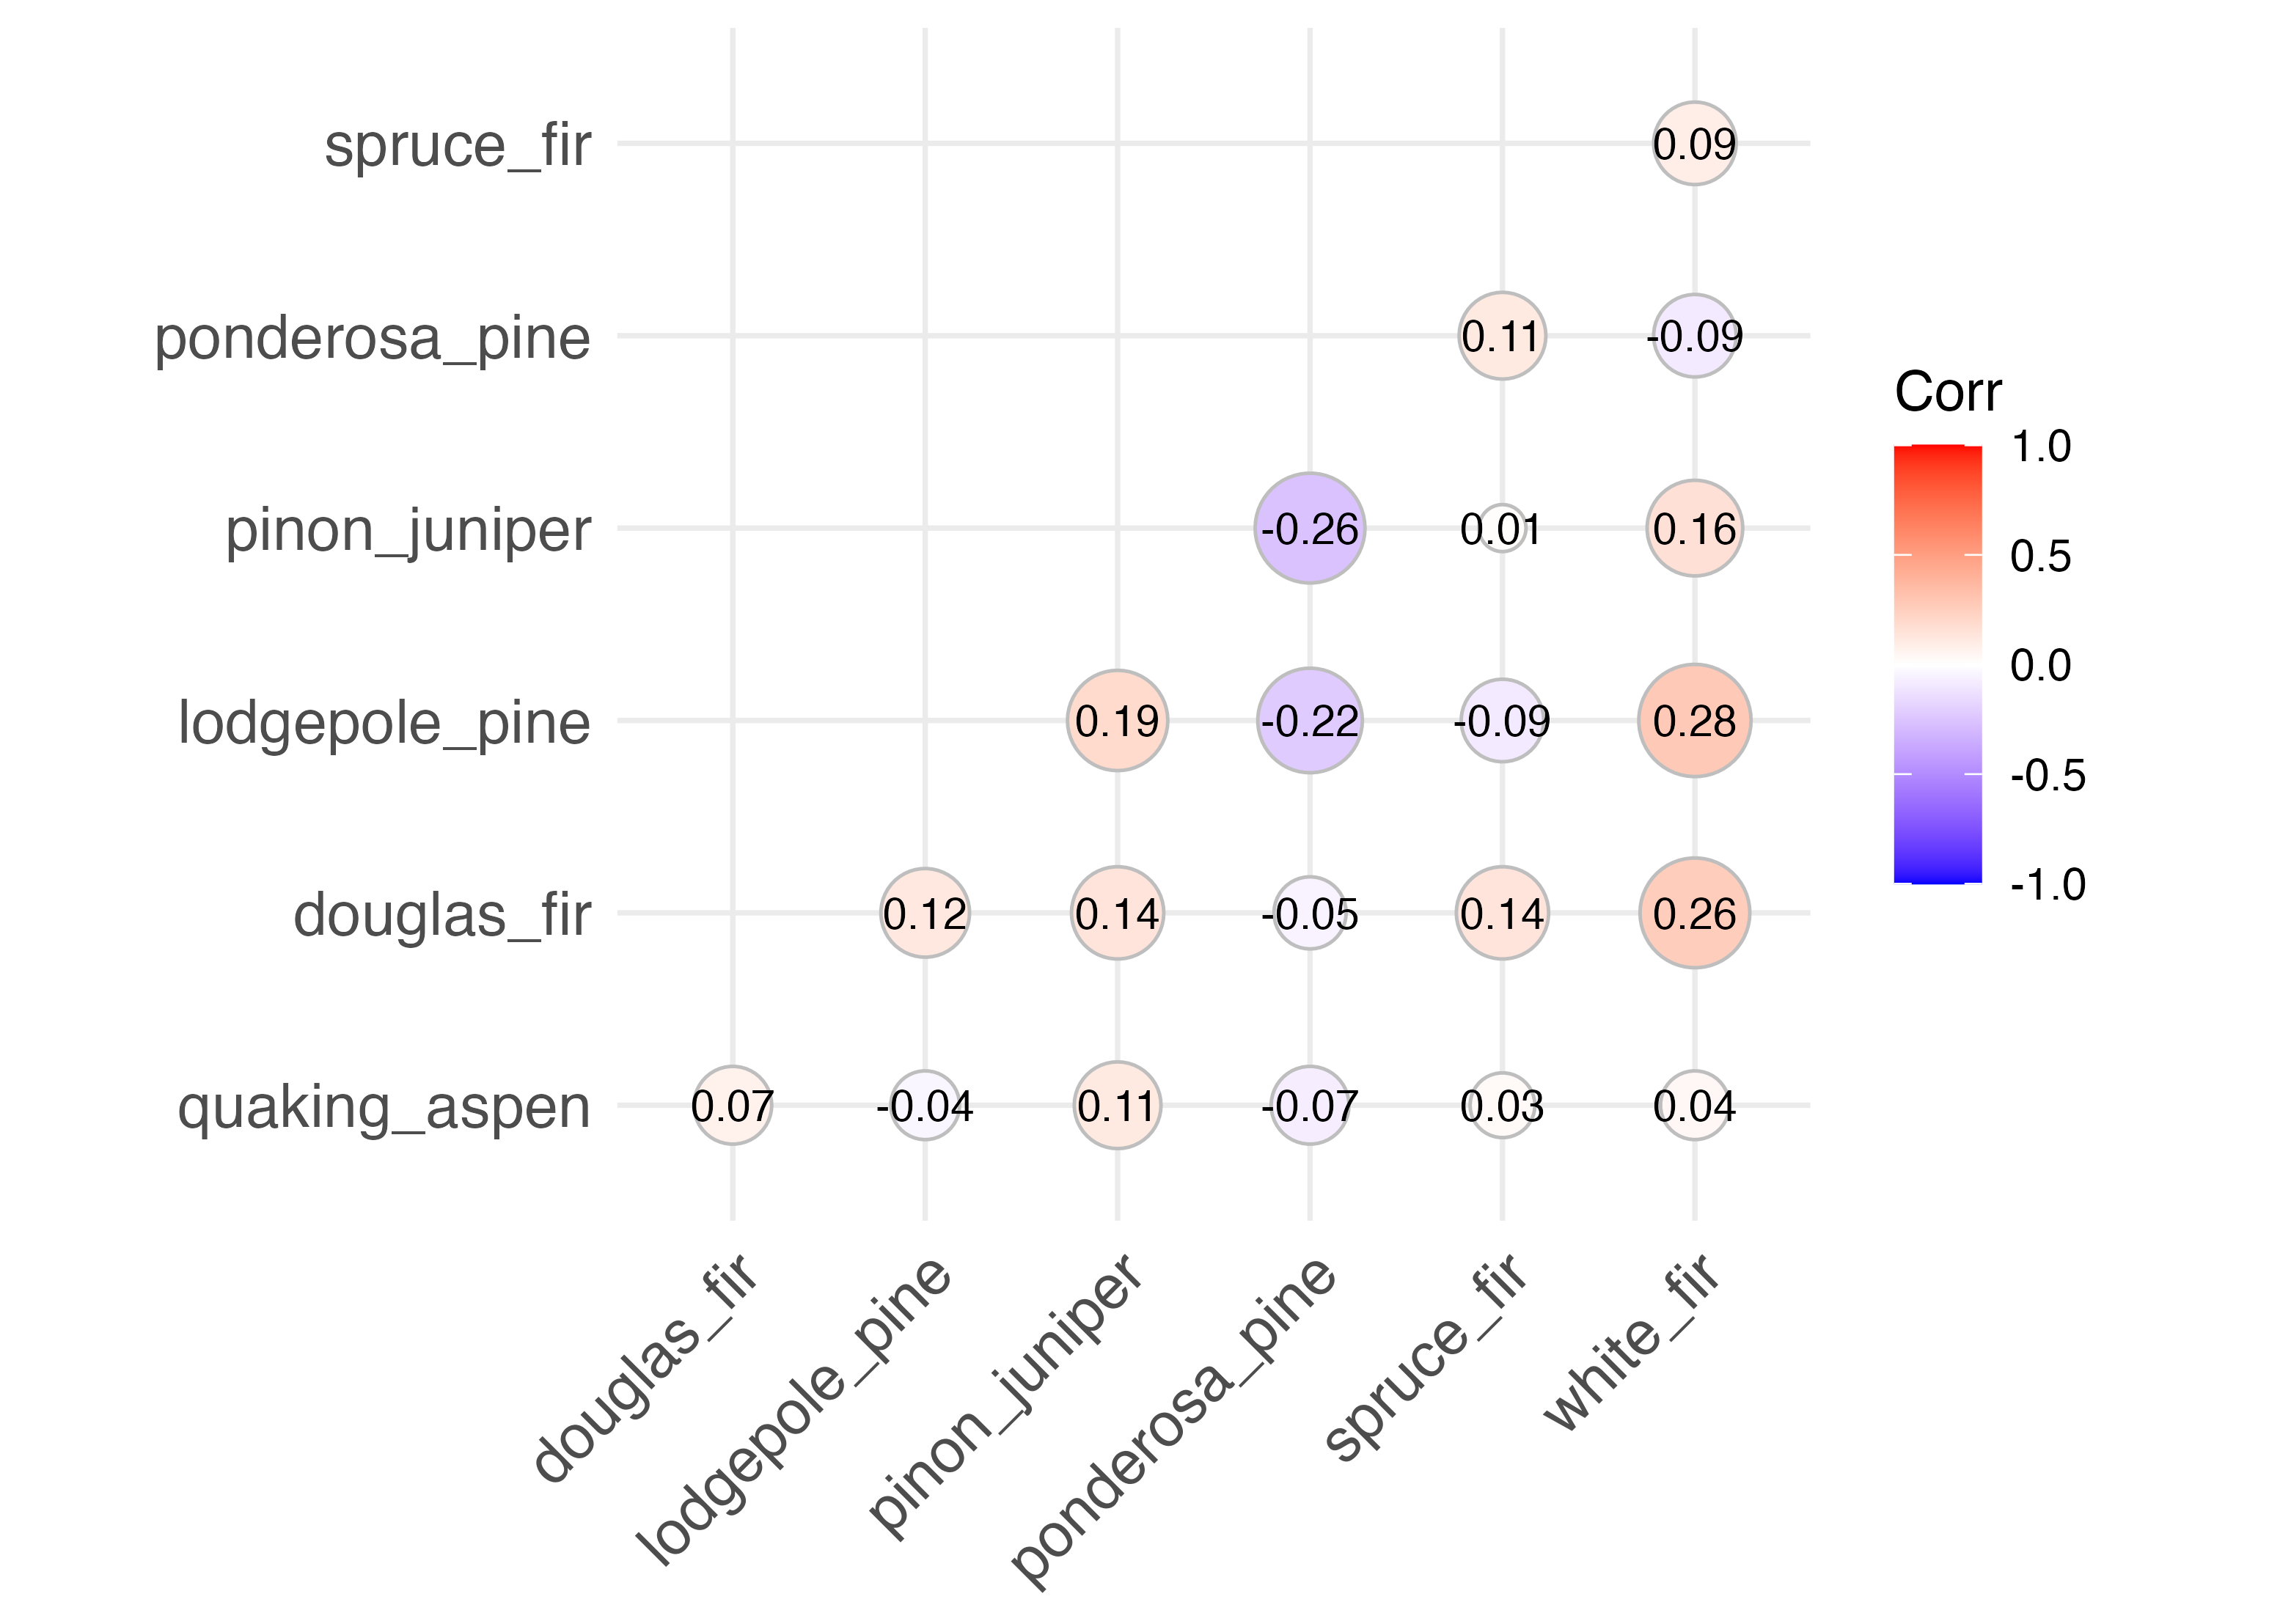 spruce_fir 0.09
ponderosa_pine 0.11 -0.09
pinon_juniper -0.26 0.01 0.16
lodgepole_pine 0.19 -0.22 -0.09 0.28
douglas_fir 0.12 0.14 -0.05 0.14 0.26
quaking_aspen 0.07 -0.04 0.11 -0.07 0.03 0.04
douglas_fir
lodgepole_pine
pinon_juniper
ponderosa_pine
spruce_fir
white_fir
Corr
1.0
0.5
0.0
-0.5
-1.0